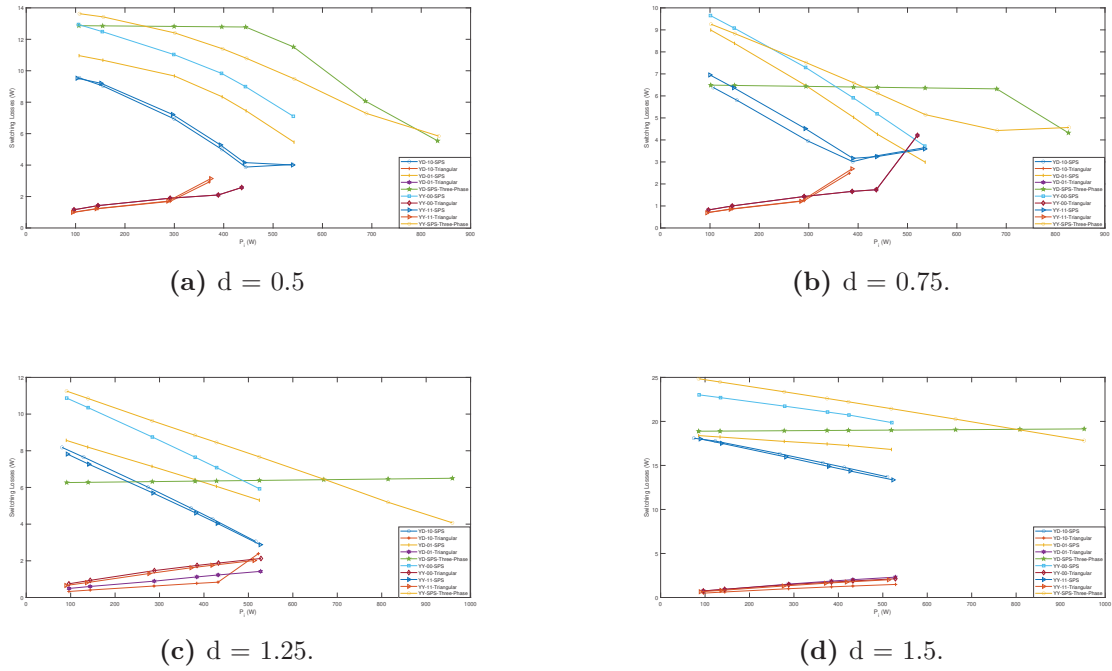 14
12
10
8
6
4
2
0
Switching Losses (W)
0 100 200 300 400 500 600 700 800 900
P_i (W)
YD-10-SPS
YD-10-Triangular
YD-01-SPS
YD-01-Triangular
YD-SPS-Three-Phase
YY-00-SPS
YY-00-Triangular
YY-11-SPS
YY-11-Triangular
YY-SPS-Three-Phase
(a) d = 0.5
10
9
8
7
6
5
4
3
2
1
0
Switching Losses (W)
0 100 200 300 400 500 600 700 800 900
P_i (W)
YD-10-SPS
YD-10-Triangular
YD-01-SPS
YD-01-Triangular
YD-SPS-Three-Phase
YY-00-SPS
YY-00-Triangular
YY-11-SPS
YY-11-Triangular
YY-SPS-Three-Phase
(b) d = 0.75.
12
10
8
6
4
2
0
Switching Losses (W)
0 100 200 300 400 500 600 700 800 900 1000
P_i (W)
YD-10-SPS
YD-10-Triangular
YD-01-SPS
YD-01-Triangular
YD-SPS-Three-Phase
YY-00-SPS
YY-00-Triangular
YY-11-SPS
YY-11-Triangular
YY-SPS-Three-Phase
(c) d = 1.25.
25
20
15
10
5
0
Switching Losses (W)
0 100 200 300 400 500 600 700 800 900 1000
P_i (W)
YD-10-SPS
YD-10-Triangular
YD-01-SPS
YD-01-Triangular
YD-SPS-Three-Phase
YY-00-SPS
YY-00-Triangular
YY-11-SPS
YY-11-Triangular
YY-SPS-Three-Phase
(d) d = 1.5.